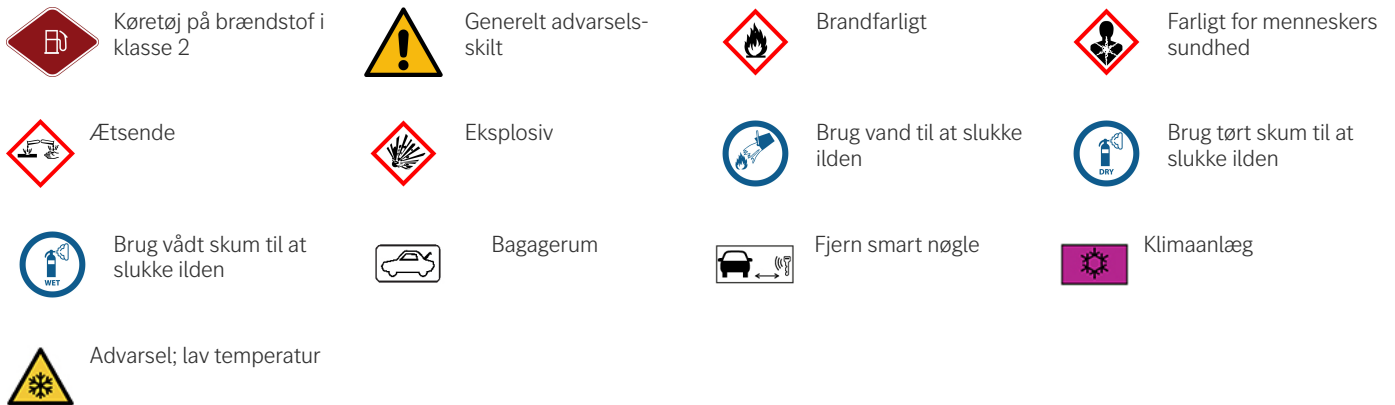 Køretøj på brændstof i
klasse 2
Generelt advarsels-
skilt
Brandfarligt
Farligt for menneskers
sundhed
Ætsende
Eksplosiv
Brug vand til at slukke
ilden
DRY
Brug tørt skum til at
slukke ilden
WET
Brug vådt skum til at
slukke ilden
Bagagerum
Fjern smart nøgle
Klimaanlæg
Advarsel; lav temperatur